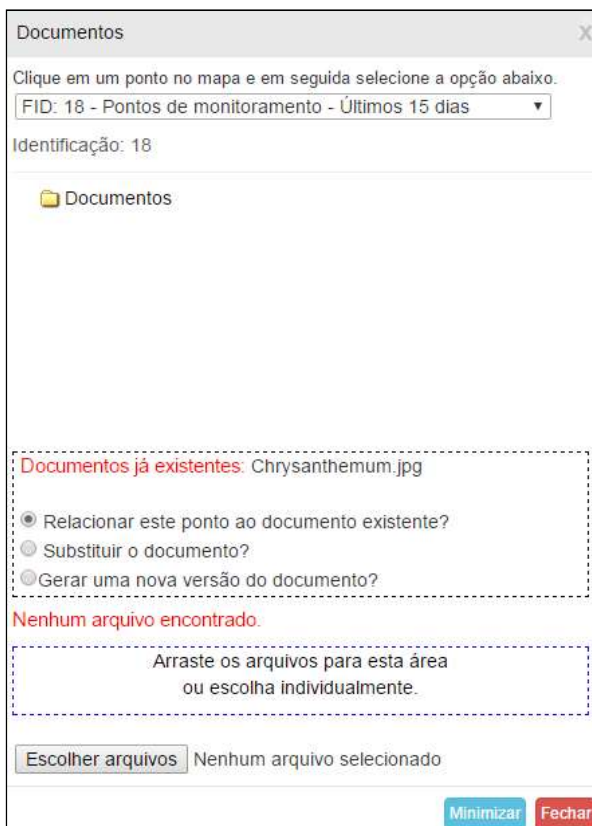 Documentos X
Clique em um ponto no mapa e em seguida selecione a opção abaixo.
FID: 18 - Pontos de monitoramento - Últimos 15 dias
Identificação: 18
Documentos
Documentos já existentes: Chrysanthemum.jpg
Relacionar este ponto ao documento existente?
Substituir o documento?
Gerar uma nova versão do documento?
Nenhum arquivo encontrado.
Arraste os arquivos para esta área
ou escolha individualmente.
Escolher arquivos Nenhum arquivo selecionado
Minimizar Fechar